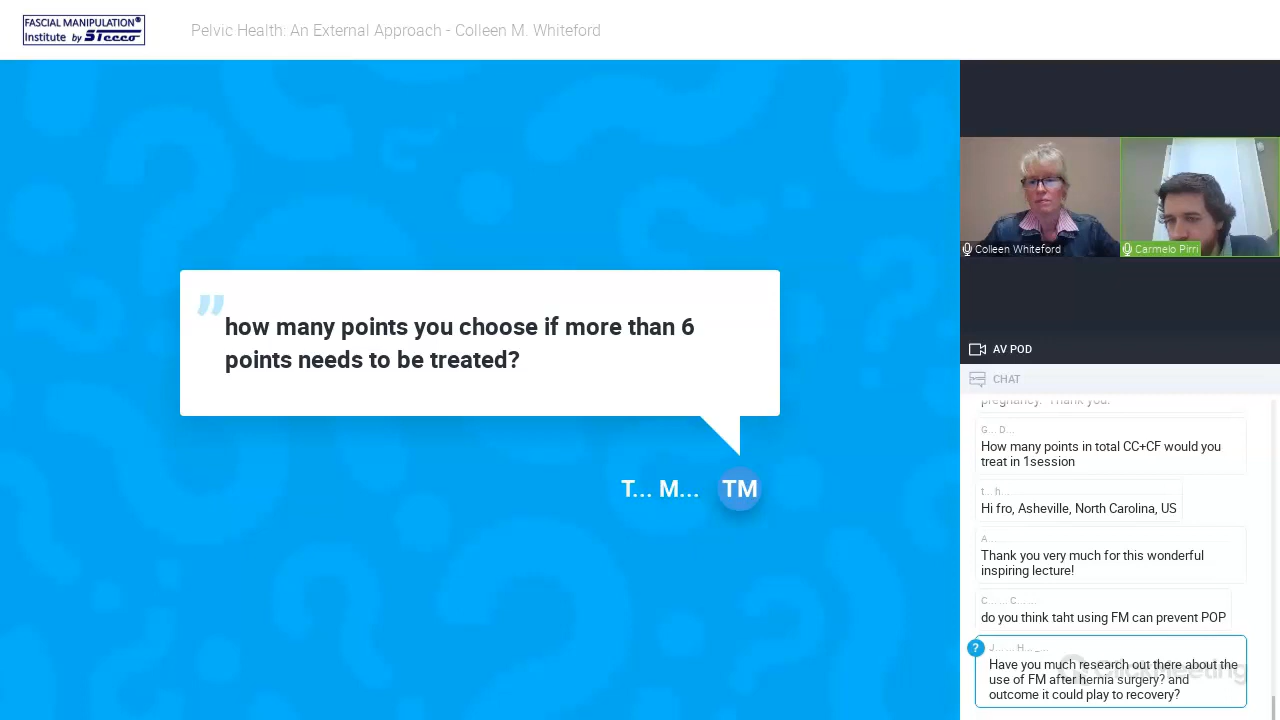 FASCIAL MANIPULATION®
Institute by STECCO
Pelvic Health: An External Approach - Colleen M. Whiteford
"
how many points you choose if more than 6
points needs to be treated?
T... M... TM
Colleen Whiteford
Carmelo Pirri
AV POD
CHAT
pregnancy. Thank you!
G... D...
How many points in total CC+CF would you
treat in 1session
t... h...
Hi fro, Asheville, North Carolina, US
A...
Thank you very much for this wonderful
inspiring lecture!
C... ... C... ...
do you think taht using FM can prevent POP
?
J... ... H... _...
Have you much research out there about the
use of FM after hernia surgery? and
outcome it could play to recovery?